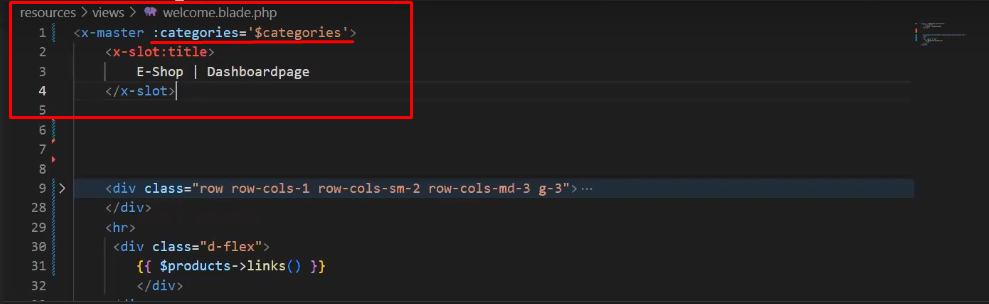 resources > views > welcome.blade.php
1 <x-master :categories='$categories'>
2 <x-slot:title>
3 E-Shop | Dashboardpage
4 </x-slot>
5
6
7
8
9 <div class="row row-cols-1 row-cols-sm-2 row-cols-md-3 g-3"> ⋯
28 </div>
29 <hr>
30 <div class="d-flex">
31 {{ $products->links() }}
32 </div>